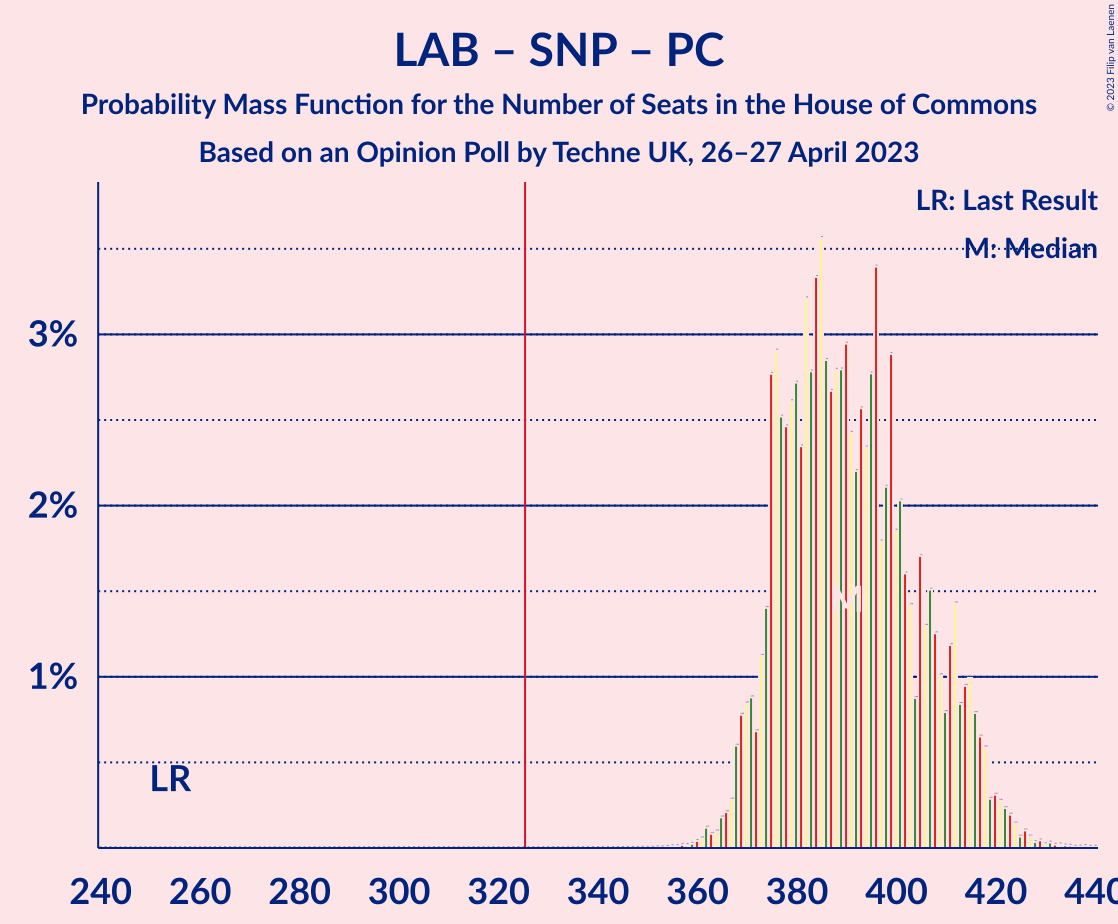 LAB – SNP – PC
Probability Mass Function for the Number of Seats in the House of Commons
Based on an Opinion Poll by Techne UK, 26–27 April 2023
© 2023 Filip van Laenen
LR: Last Result
M: Median
3%
2%
1%
LR
240 260 280 300 320 340 360 380 400 420 440